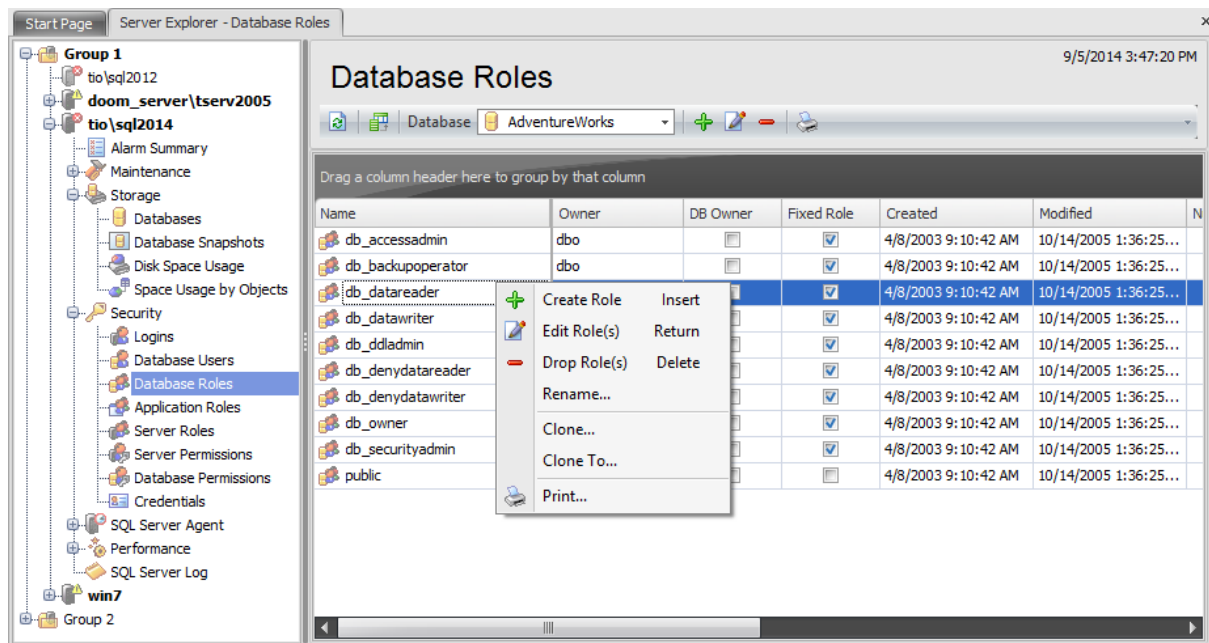 Start Page
Server Explorer - Database Roles
Group 1
tio\sql2012
doom_server\tserv2005
tio\sql2014
Alarm Summary
Maintenance
Storage
Databases
Database Snapshots
Disk Space Usage
Space Usage by Objects
Security
Logins
Database Users
Database Roles
Application Roles
Server Roles
Server Permissions
Database Permissions
Credentials
SQL Server Agent
Performance
SQL Server Log
win7
Group 2
9/5/2014 3:47:20 PM
Database Roles
Database AdventureWorks
Drag a column header here to group by that column
Name Owner DB Owner Fixed Role Created Modified N
db_accessadmin dbo 4/8/2003 9:10:42 AM 10/14/2005 1:36:25...
db_backupoperator dbo 4/8/2003 9:10:42 AM 10/14/2005 1:36:25...
db_datareader 4/8/2003 9:10:42 AM 10/14/2005 1:36:25...
db_datawriter 4/8/2003 9:10:42 AM 10/14/2005 1:36:25...
db_ddladmin 4/8/2003 9:10:42 AM 10/14/2005 1:36:25...
db_denydatareader 4/8/2003 9:10:42 AM 10/14/2005 1:36:25...
db_denydatawriter 4/8/2003 9:10:42 AM 10/14/2005 1:36:25...
db_owner 4/8/2003 9:10:42 AM 10/14/2005 1:36:25...
db_securityadmin 4/8/2003 9:10:42 AM 10/14/2005 1:36:25...
public 4/8/2003 9:10:42 AM 10/14/2005 1:36:25...
Create Role Insert
Edit Role(s) Return
Drop Role(s) Delete
Rename...
Clone...
Clone To...
Print...